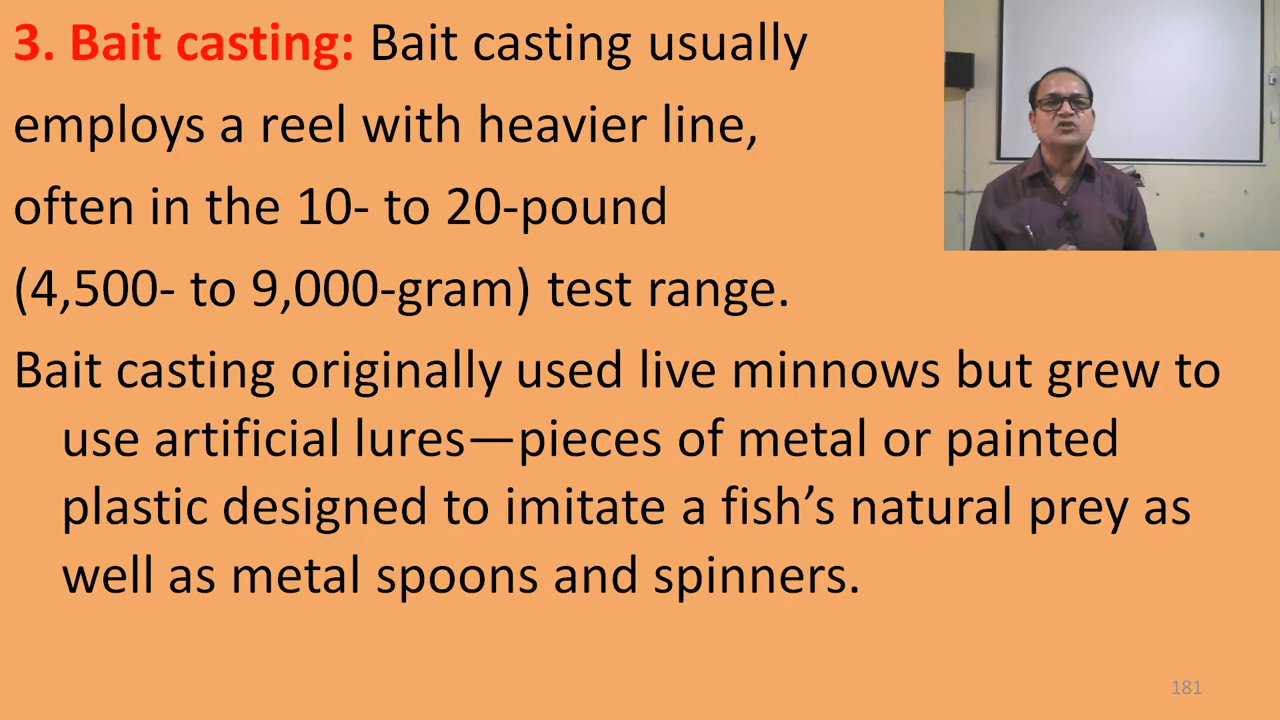 3. Bait casting: Bait casting usually
employs a reel with heavier line,
often in the 10- to 20-pound
(4,500- to 9,000-gram) test range.
Bait casting originally used live minnows but grew to
use artificial lures—pieces of metal or painted
plastic designed to imitate a fish’s natural prey as
well as metal spoons and spinners.
181